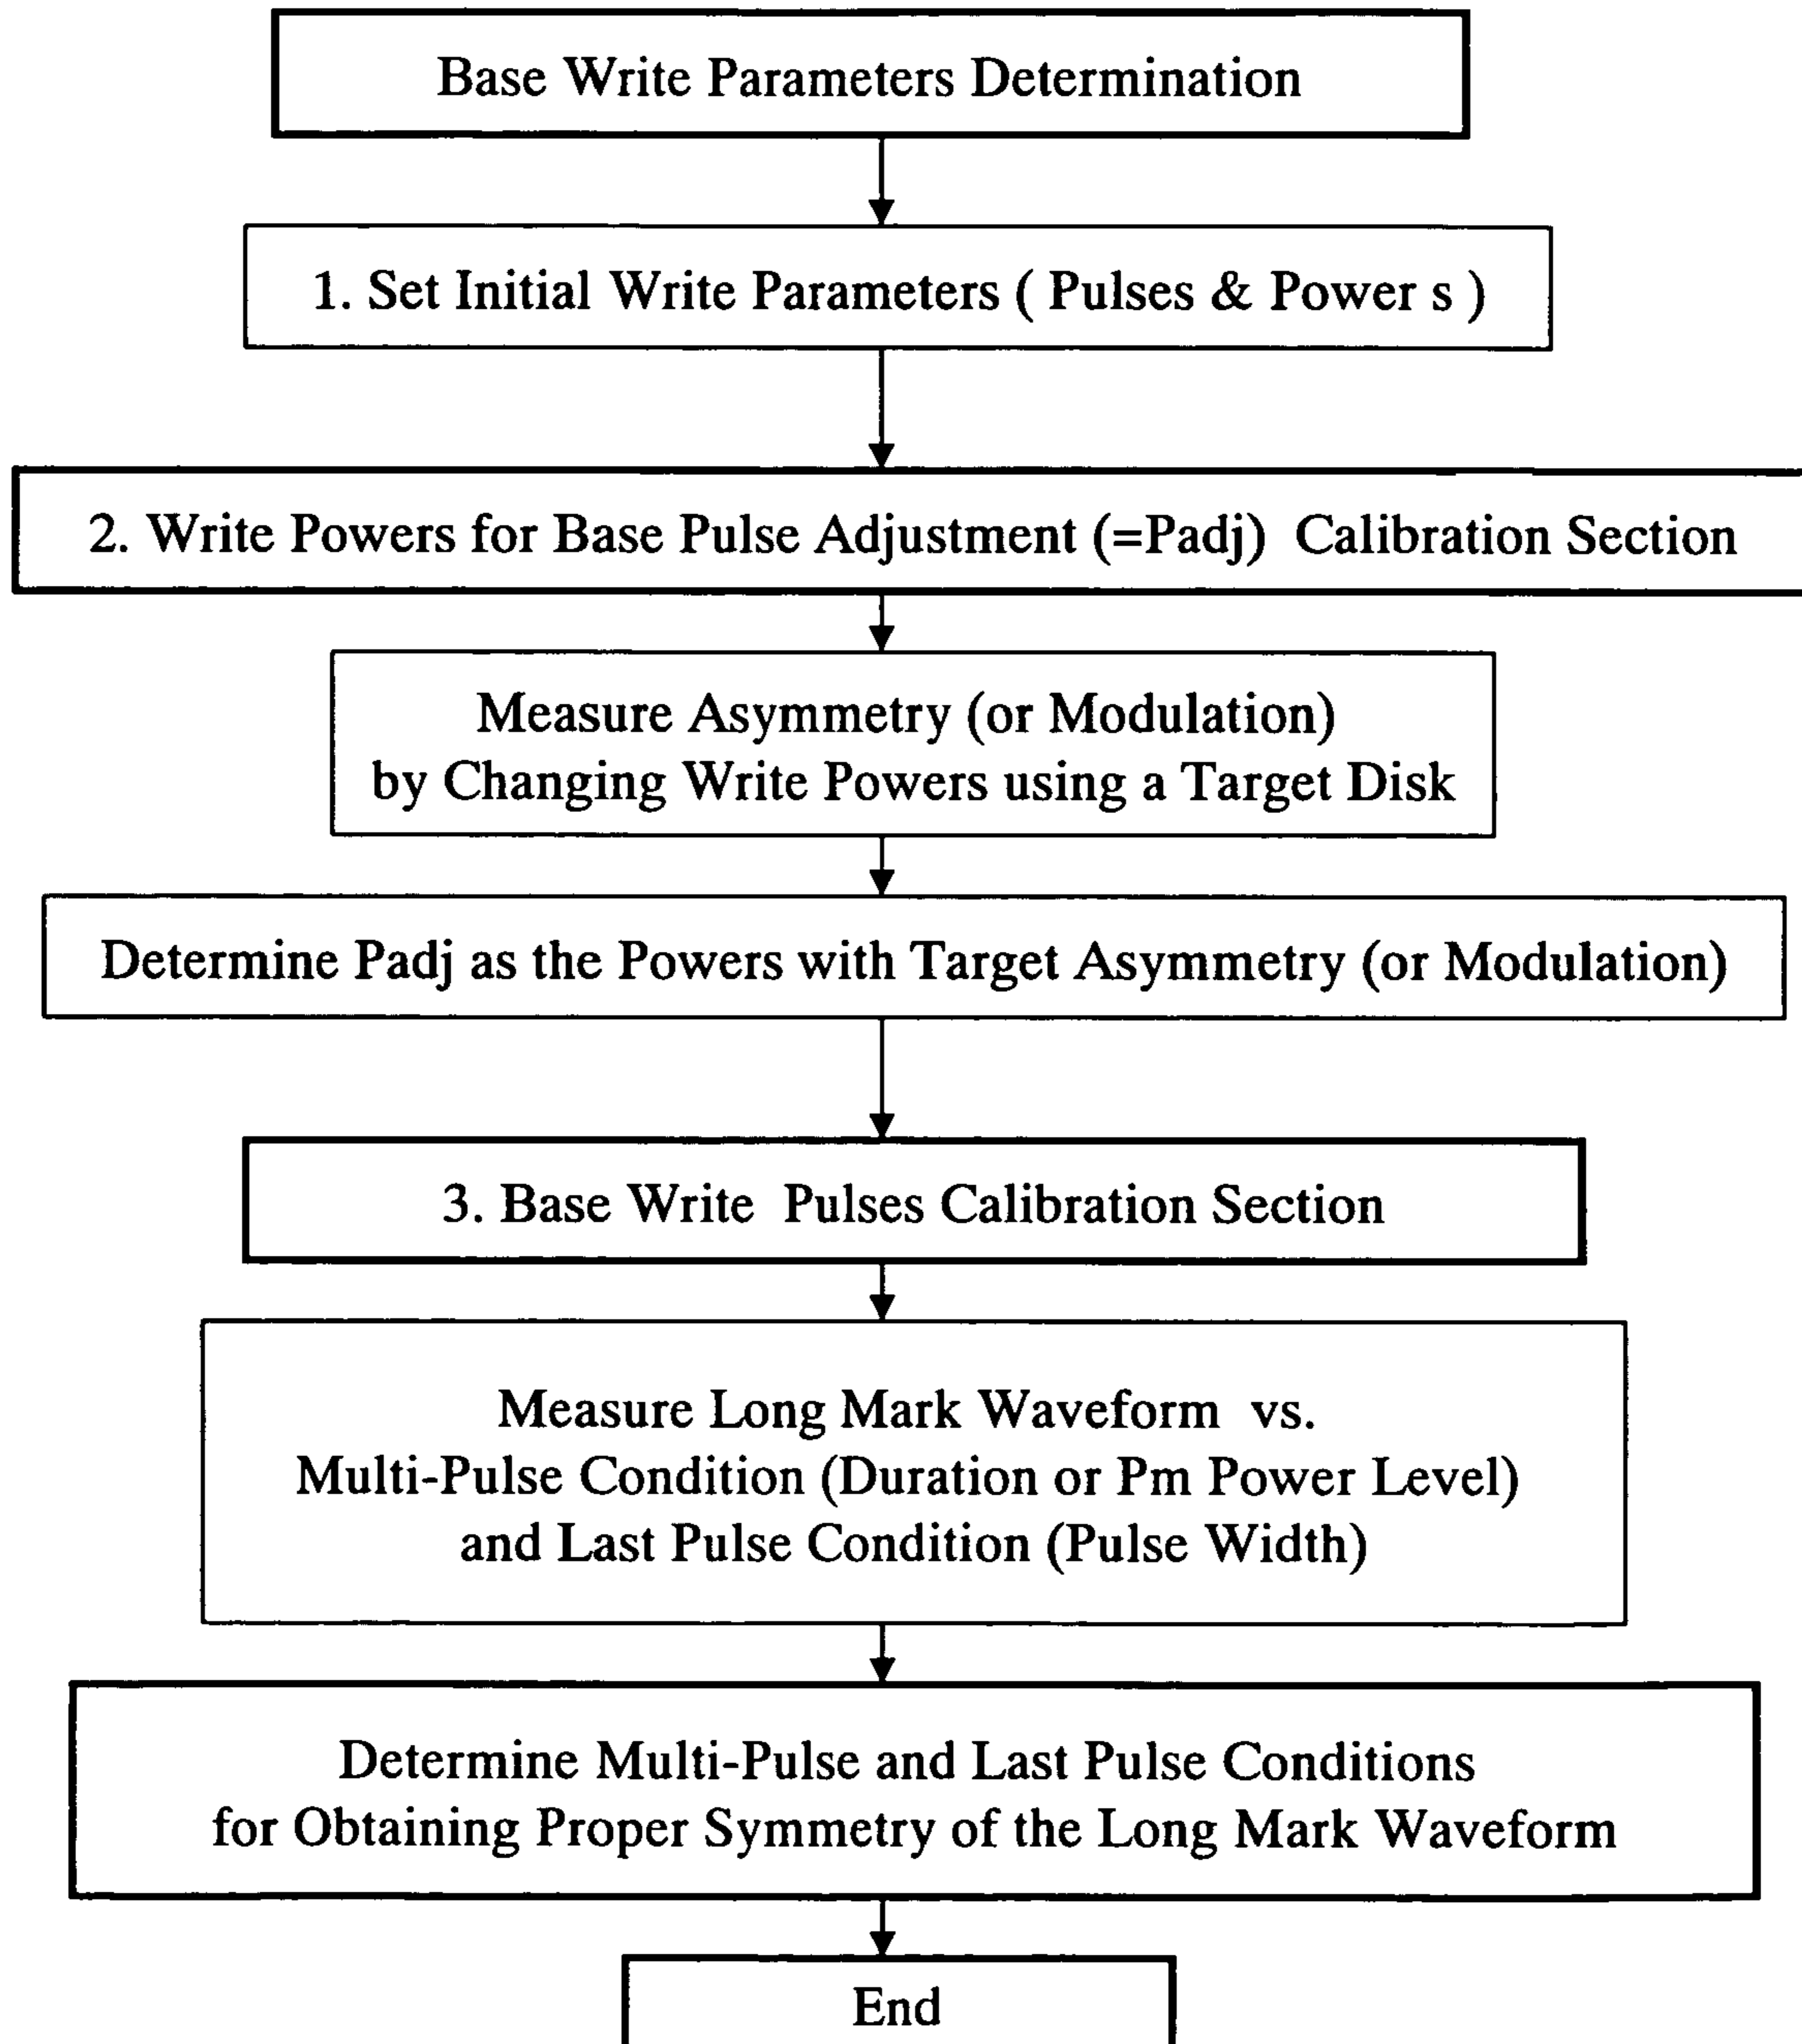 Base Write Parameters Determination
1. Set Initial Write Parameters ( Pulses & Power s )
2. Write Powers for Base Pulse Adjustment (=Padj) Calibration Section
Measure Asymmetry (or Modulation)
by Changing Write Powers using a Target Disk
Determine Padj as the Powers with Target Asymmetry (or Modulation)
3. Base Write Pulses Calibration Section
Measure Long Mark Waveform vs.
Multi-Pulse Condition (Duration or Pm Power Level)
and Last Pulse Condition (Pulse Width)
Determine Multi-Pulse and Last Pulse Conditions
for Obtaining Proper Symmetry of the Long Mark Waveform
End